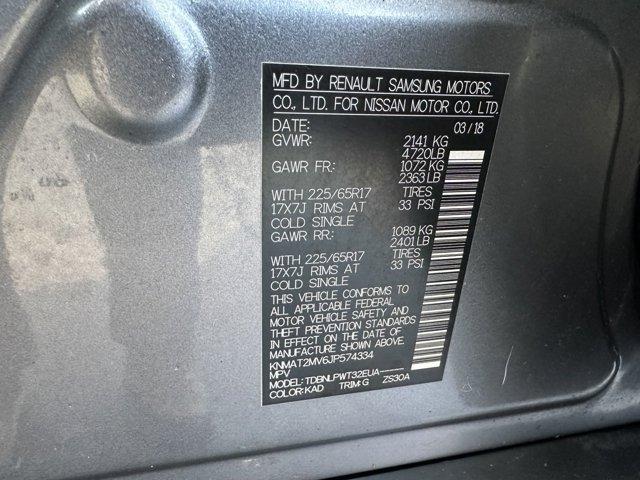 MFD BY RENAULT SAMSUNG MOTORS
CO., LTD. FOR NISSAN MOTOR CO., LTD.
DATE: 03/18
GVWR: 2141 KG
4720LB
GAWR FR: 1072 KG
2363 LB
WITH 225/65R17 TIRES
17X7J RIMS AT 33 PSI
COLD SINGLE
GAWR RR: 1089 KG
2401 LB
WITH 225/65R17 TIRES
17X7J RIMS AT 33 PSI
COLD SINGLE
THIS VEHICLE CONFORMS TO
ALL APPLICABLE FEDERAL
MOTOR VEHICLE SAFETY AND
THEFT PREVENTION STANDARDS
IN EFFECT ON THE DATE OF
MANUFACTURE SHOWN ABOVE.
KNMAT2MV6JP574334
MPV
MODEL: TDBNLPWT32EUA-----
COLOR: KAD TRIM: G ZS30A